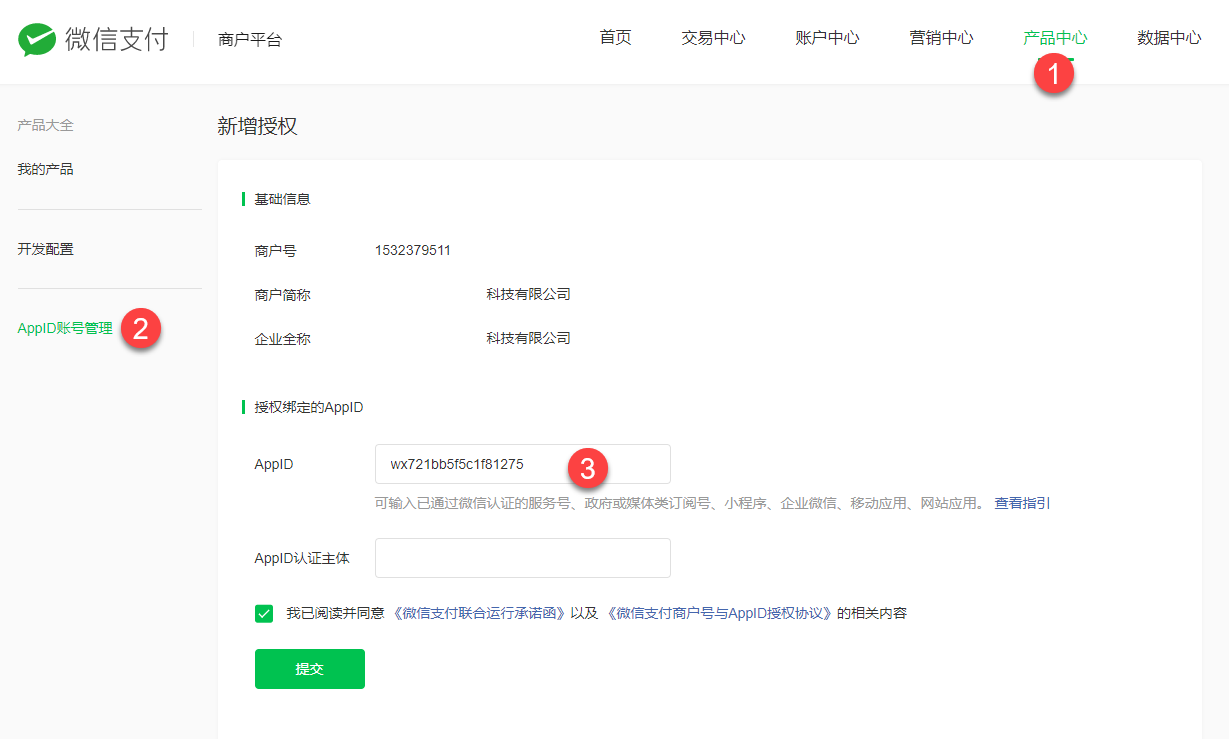 微信支付 商户平台 首页 交易中心 账户中心 营销中心 产品中心 数据中心
1
产品大全
新增授权
我的产品
基础信息
开发配置
商户号 1532379511
商户简称 科技有限公司
AppID账号管理 2
企业全称 科技有限公司
授权绑定的AppID
AppID wx721bb5f5c1f81275 3
可输入已通过微信认证的服务号、政府或媒体类订阅号、小程序、企业微信、移动应用、网站应用。 查看指引
AppID认证主体
我已阅读并同意 《微信支付联合运行承诺函》以及 《微信支付商户号与AppID授权协议》的相关内容
提交